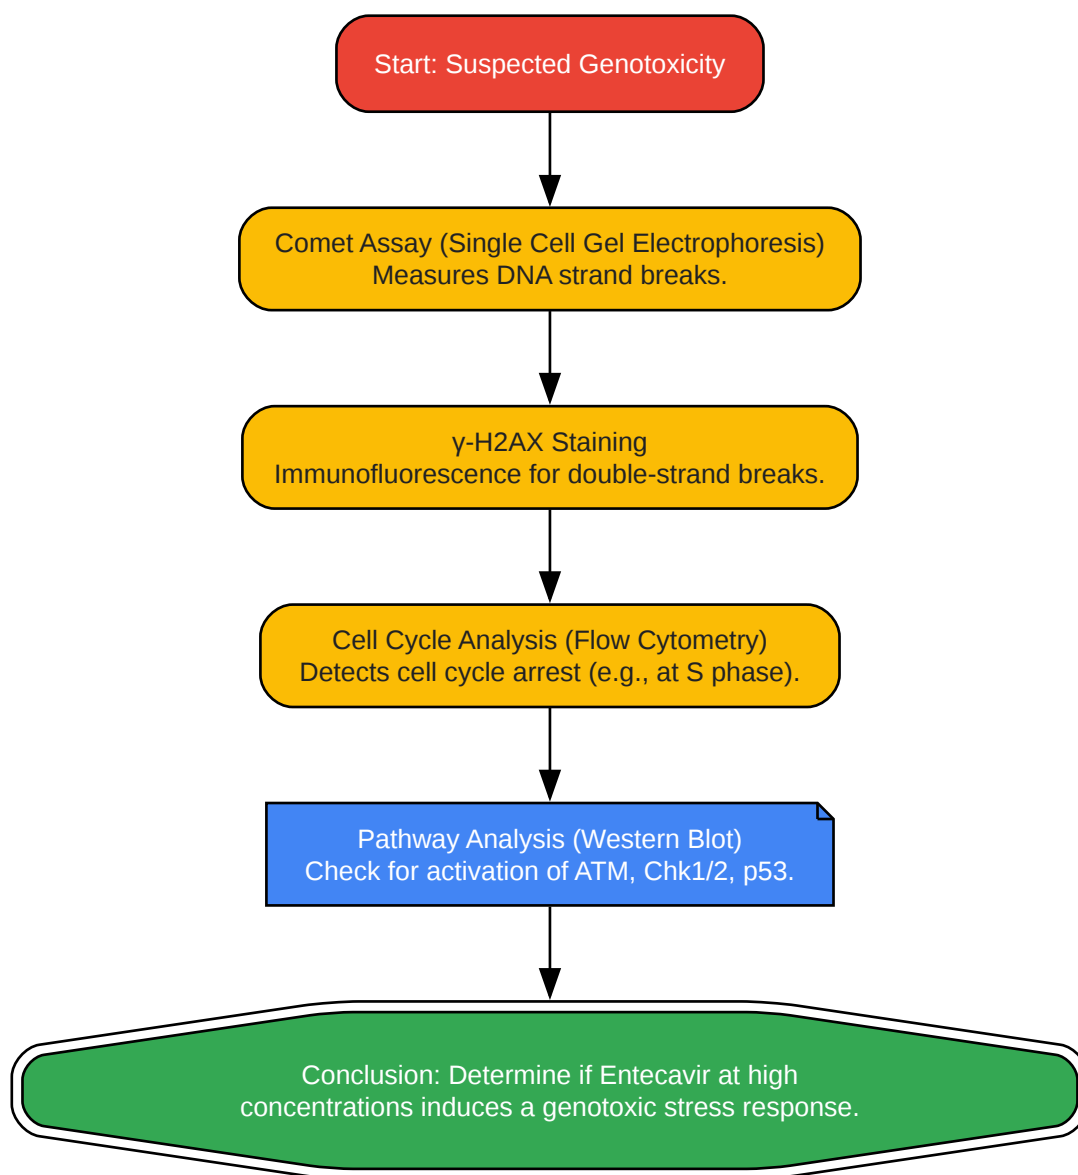 Start: Suspected Genotoxicity
Comet Assay (Single Cell Gel Electrophoresis)
Measures DNA strand breaks.
γ-H2AX Staining
Immunofluorescence for double-strand breaks.
Cell Cycle Analysis (Flow Cytometry)
Detects cell cycle arrest (e.g., at S phase).
Pathway Analysis (Western Blot)
Check for activation of ATM, Chk1/2, p53.
Conclusion: Determine if Entecavir at high
concentrations induces a genotoxic stress response.